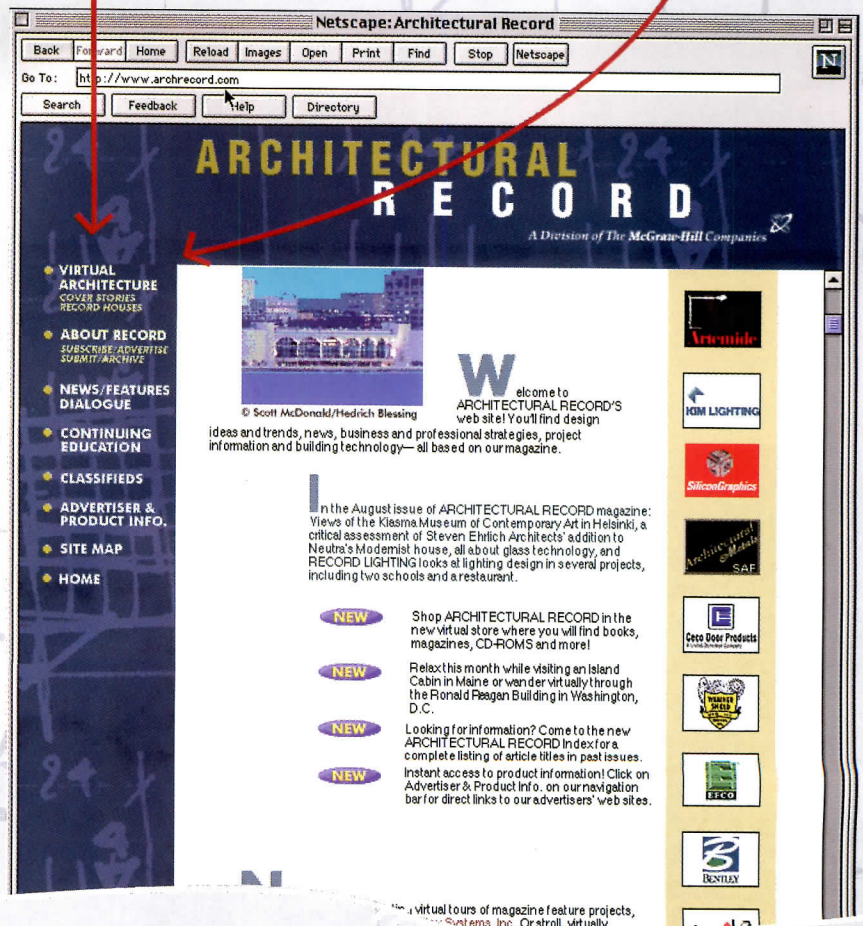 Netscape: Architectural Record
Back Forward Home Reload Images Open Print Find Stop Netscape
N
Go To: http://www.archrecord.com
Search Feedback Help Directory
ARCHITECTURAL
RECORD
A Division of The McGraw-Hill Companies
VIRTUAL
ARCHITECTURE
COVER STORIES
RECORD HOUSES
ABOUT RECORD
SUBSCRIBE/ADVERTISE
SUBMIT/ARCHIVE
NEWS/FEATURES
DIALOGUE
CONTINUING
EDUCATION
CLASSIFIEDS
ADVERTISER &
PRODUCT INFO.
SITE MAP
HOME
© Scott McDonald/Hedrich Blessing
Welcome to
ARCHITECTURAL RECORD'S
web site! You'll find design
ideas and trends, news, business and professional strategies, project
information and building technology— all based on our magazine.
In the August issue of ARCHITECTURAL RECORD magazine:
Views of the Kiasma Museum of Contemporary Art in Helsinki, a
critical assessment of Steven Ehrlich Architects' addition to
Neutra's Modernist house, all about glass technology, and
RECORD LIGHTING looks at lighting design in several projects,
including two schools and a restaurant.
NEW Shop ARCHITECTURAL RECORD in the
new virtual store where you will find books,
magazines, CD-ROMS and more!
NEW Relax this month while visiting an Island
Cabin in Maine or wander virtually through
the Ronald Reagan Building in Washington,
D.C.
NEW Looking for information? Come to the new
ARCHITECTURAL RECORD Index for a
complete listing of article titles in past issues.
NEW Instant access to product information! Click on
Advertiser & Product Info. on our navigation
bar for direct links to our advertisers' web sites.
N
virtual tours of magazine feature projects,
Systems, Inc. Or stroll, virtually
Artemide
KIM LIGHTING
SiliconGraphics
Architectural
Metals
SAF
Ceco Door Products
WEATHER
SHIELD
EFCO
BENTLEY